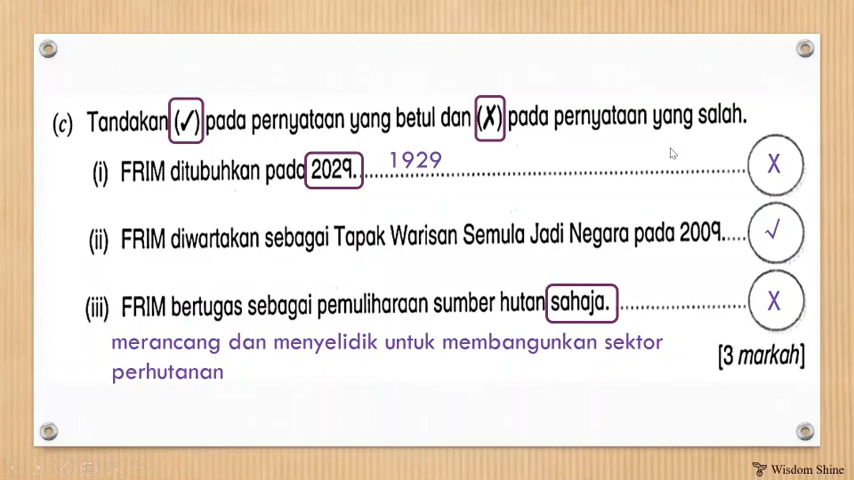 (c) Tandakan (✓) pada pernyataan yang betul dan (✗) pada pernyataan yang salah.
(i) FRIM ditubuhkan pada 2029. 1929 ........................ X
(ii) FRIM diwartakan sebagai Tapak Warisan Semula Jadi Negara pada 2009..... √
(iii) FRIM bertugas sebagai pemuliharaan sumber hutan sahaja. ........................ X
merancang dan menyelidik untuk membangunkan sektor
perhutanan
[3 markah]
Wisdom Shine